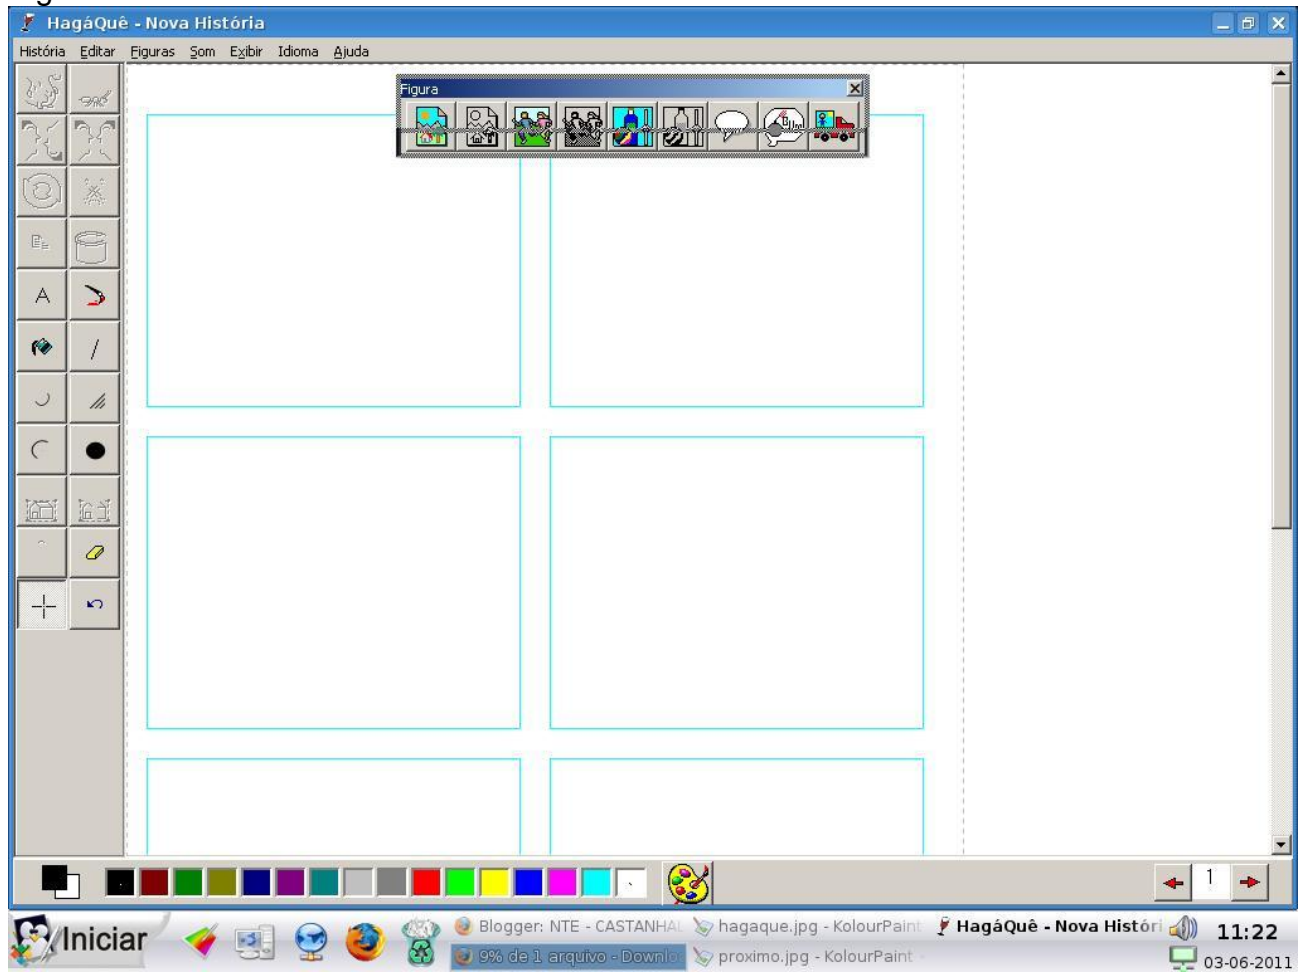 HagáQuê - Nova História
História Editar Figuras Som Exibir Idioma Ajuda
Figura
A
1
Iniciar
Blogger: NTE - CASTANHAL
hagaque.jpg - KolourPaint
HagáQuê - Nova Históri
11:22
9% de 1 arquivo - Downlo
proximo.jpg - KolourPaint
03-06-2011